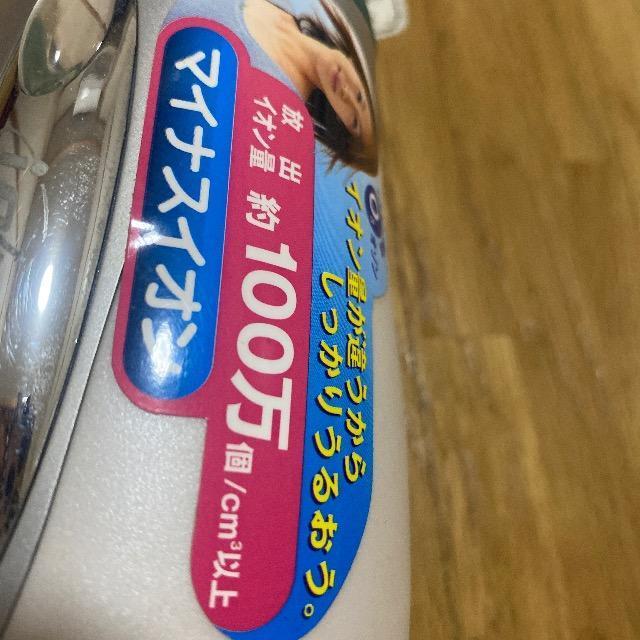 イオン量が違うから
しっかりうるおう。
放出
イオン量
約100万個/cm³以上
マイナスイオン